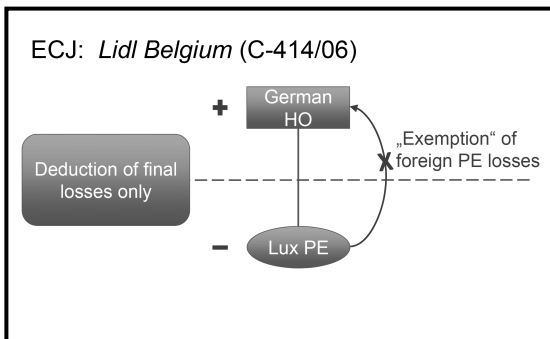 ECJ: Lidl Belgium (C-414/06)
+
German
HO
„Exemption“ of
foreign PE losses
X
Deduction of final
losses only
–
Lux PE